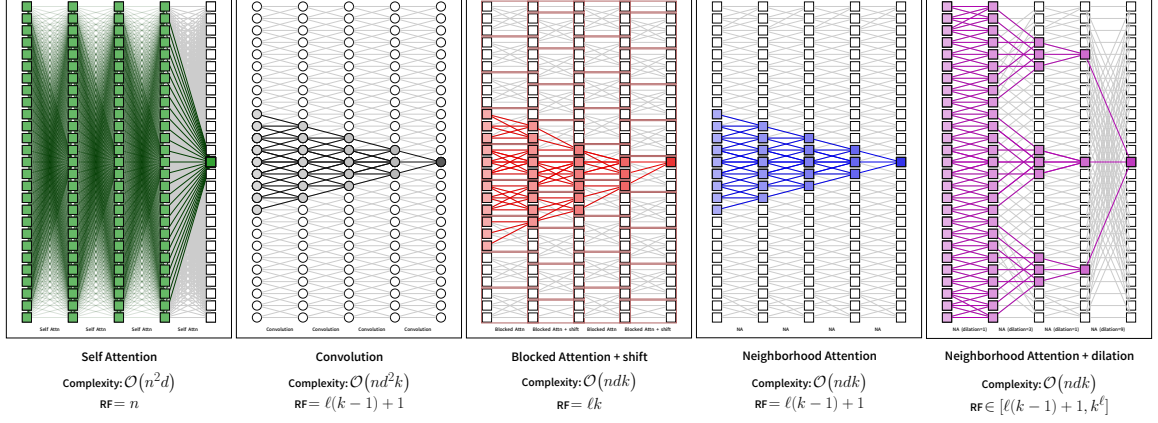 Self Attn Self Attn Self Attn Self Attn
Convolution Convolution Convolution Convolution
Blocked Attn Blocked Attn + shift Blocked Attn Blocked Attn + shift
NA NA NA NA
NA (dilation=1) NA (dilation=3) NA (dilation=1) NA (dilation=9)
Self Attention
Complexity: O(n²d)
RF = n
Convolution
Complexity: O(nd²k)
RF = ℓ(k − 1) + 1
Blocked Attention + shift
Complexity: O(ndk)
RF = ℓk
Neighborhood Attention
Complexity: O(ndk)
RF = ℓ(k − 1) + 1
Neighborhood Attention + dilation
Complexity: O(ndk)
RF ∈ [ℓ(k − 1) + 1, k^ℓ]